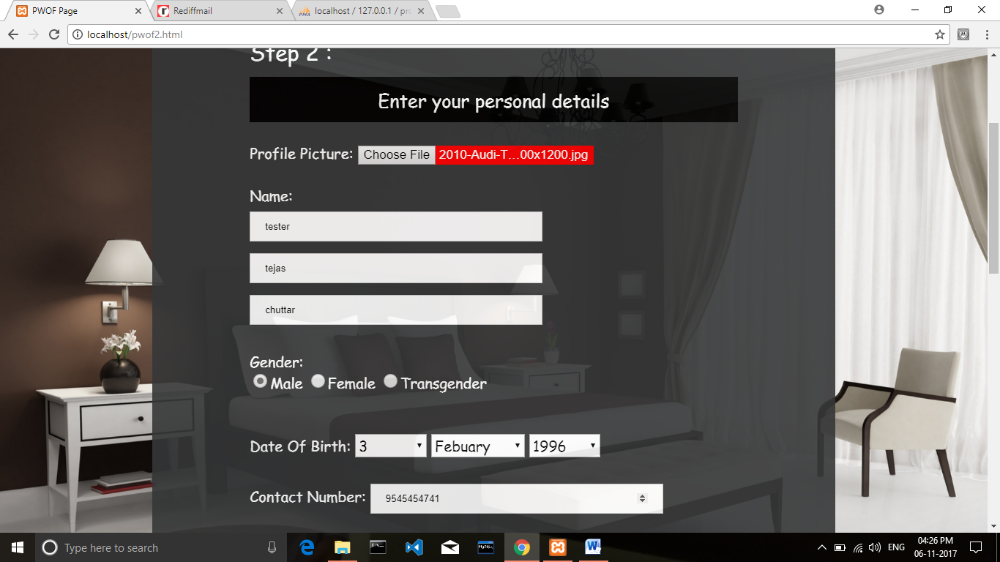 PWOF Page
Rediffmail
localhost / 127.0.0.1 / pro
localhost/pwof2.html
Step 2 :
Enter your personal details
Profile Picture: Choose File 2010-Audi-T...00x1200.jpg
Name:
tester
tejas
chuttar
Gender:
Male Female Transgender
Date Of Birth: 3 Febuary 1996
Contact Number: 9545454741
Type here to search
ENG
04:26 PM
06-11-2017